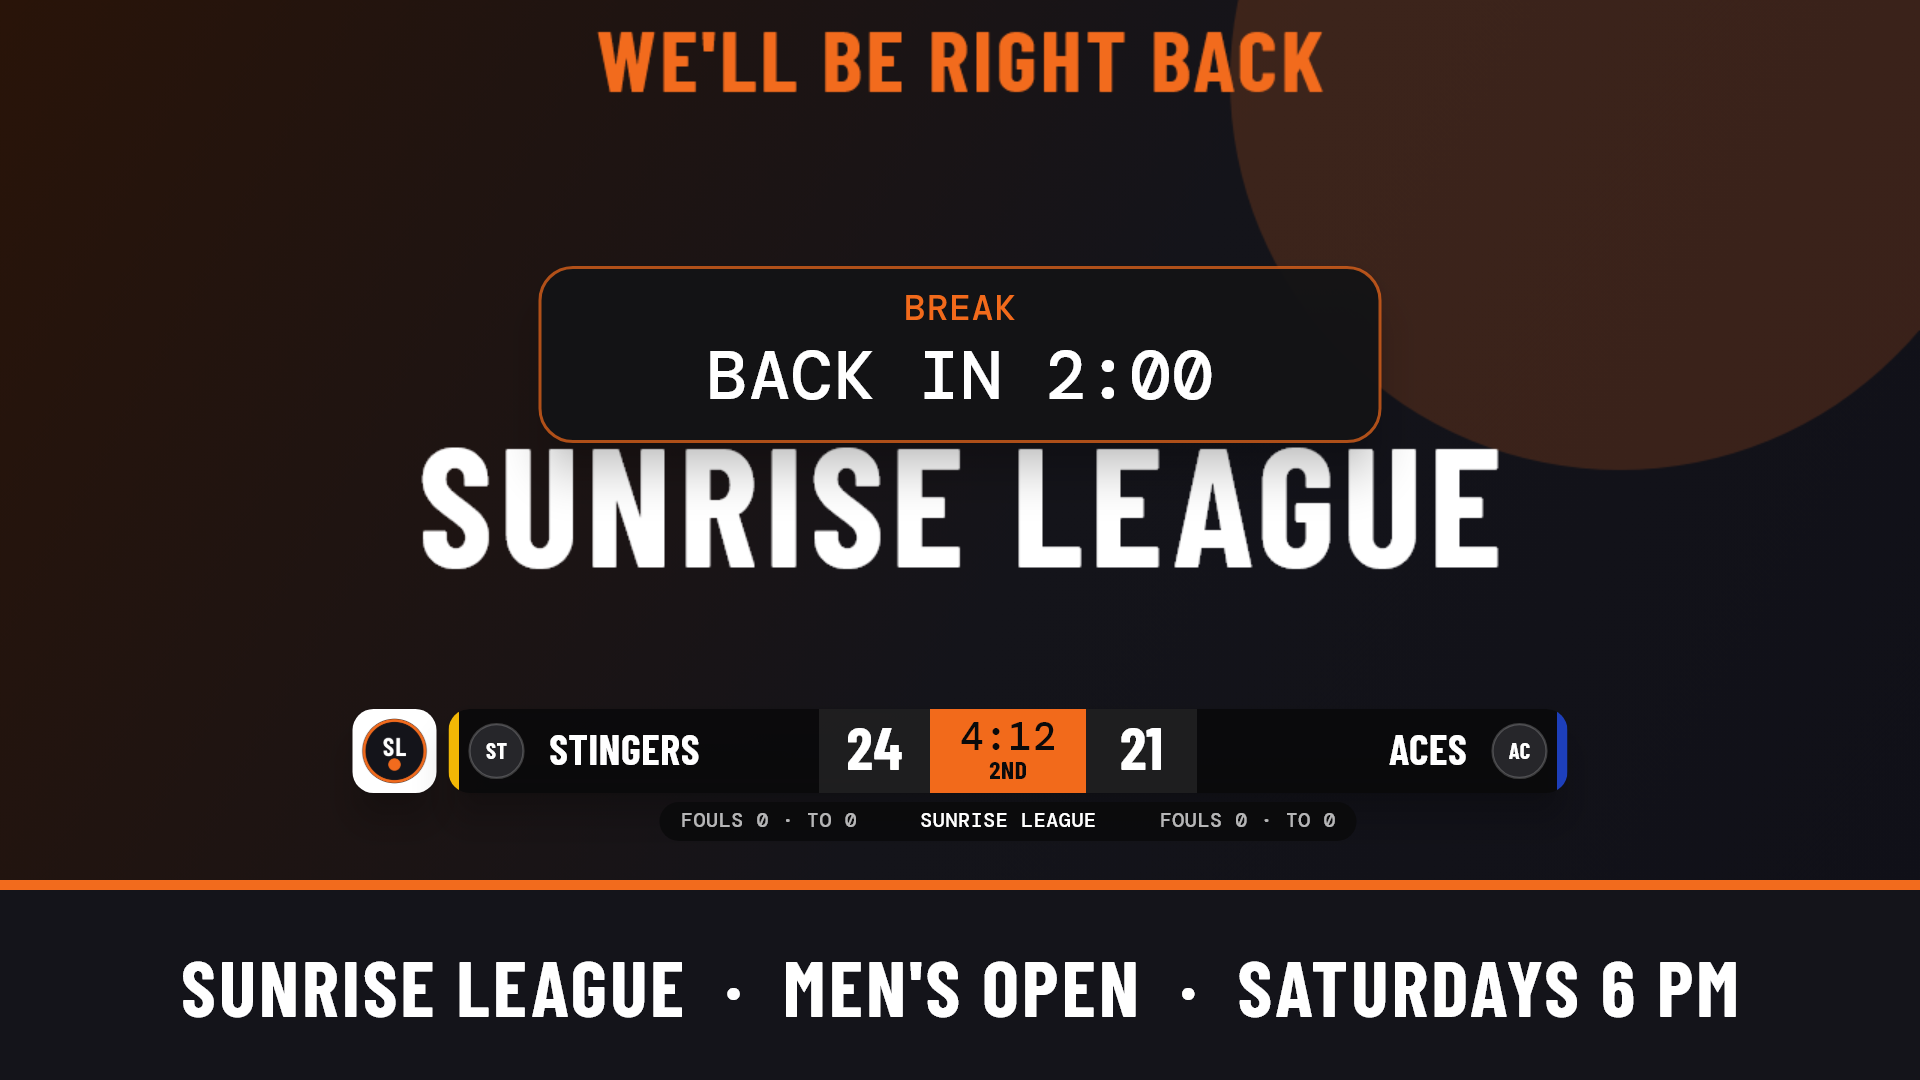 WE'LL BE RIGHT BACK
BREAK
BACK IN 2:00
SUNRISE LEAGUE
SL
ST STINGERS 24 4:12 21 ACES AC
2ND
FOULS 0 · TO 0 SUNRISE LEAGUE FOULS 0 · TO 0
SUNRISE LEAGUE · MEN'S OPEN · SATURDAYS 6 PM